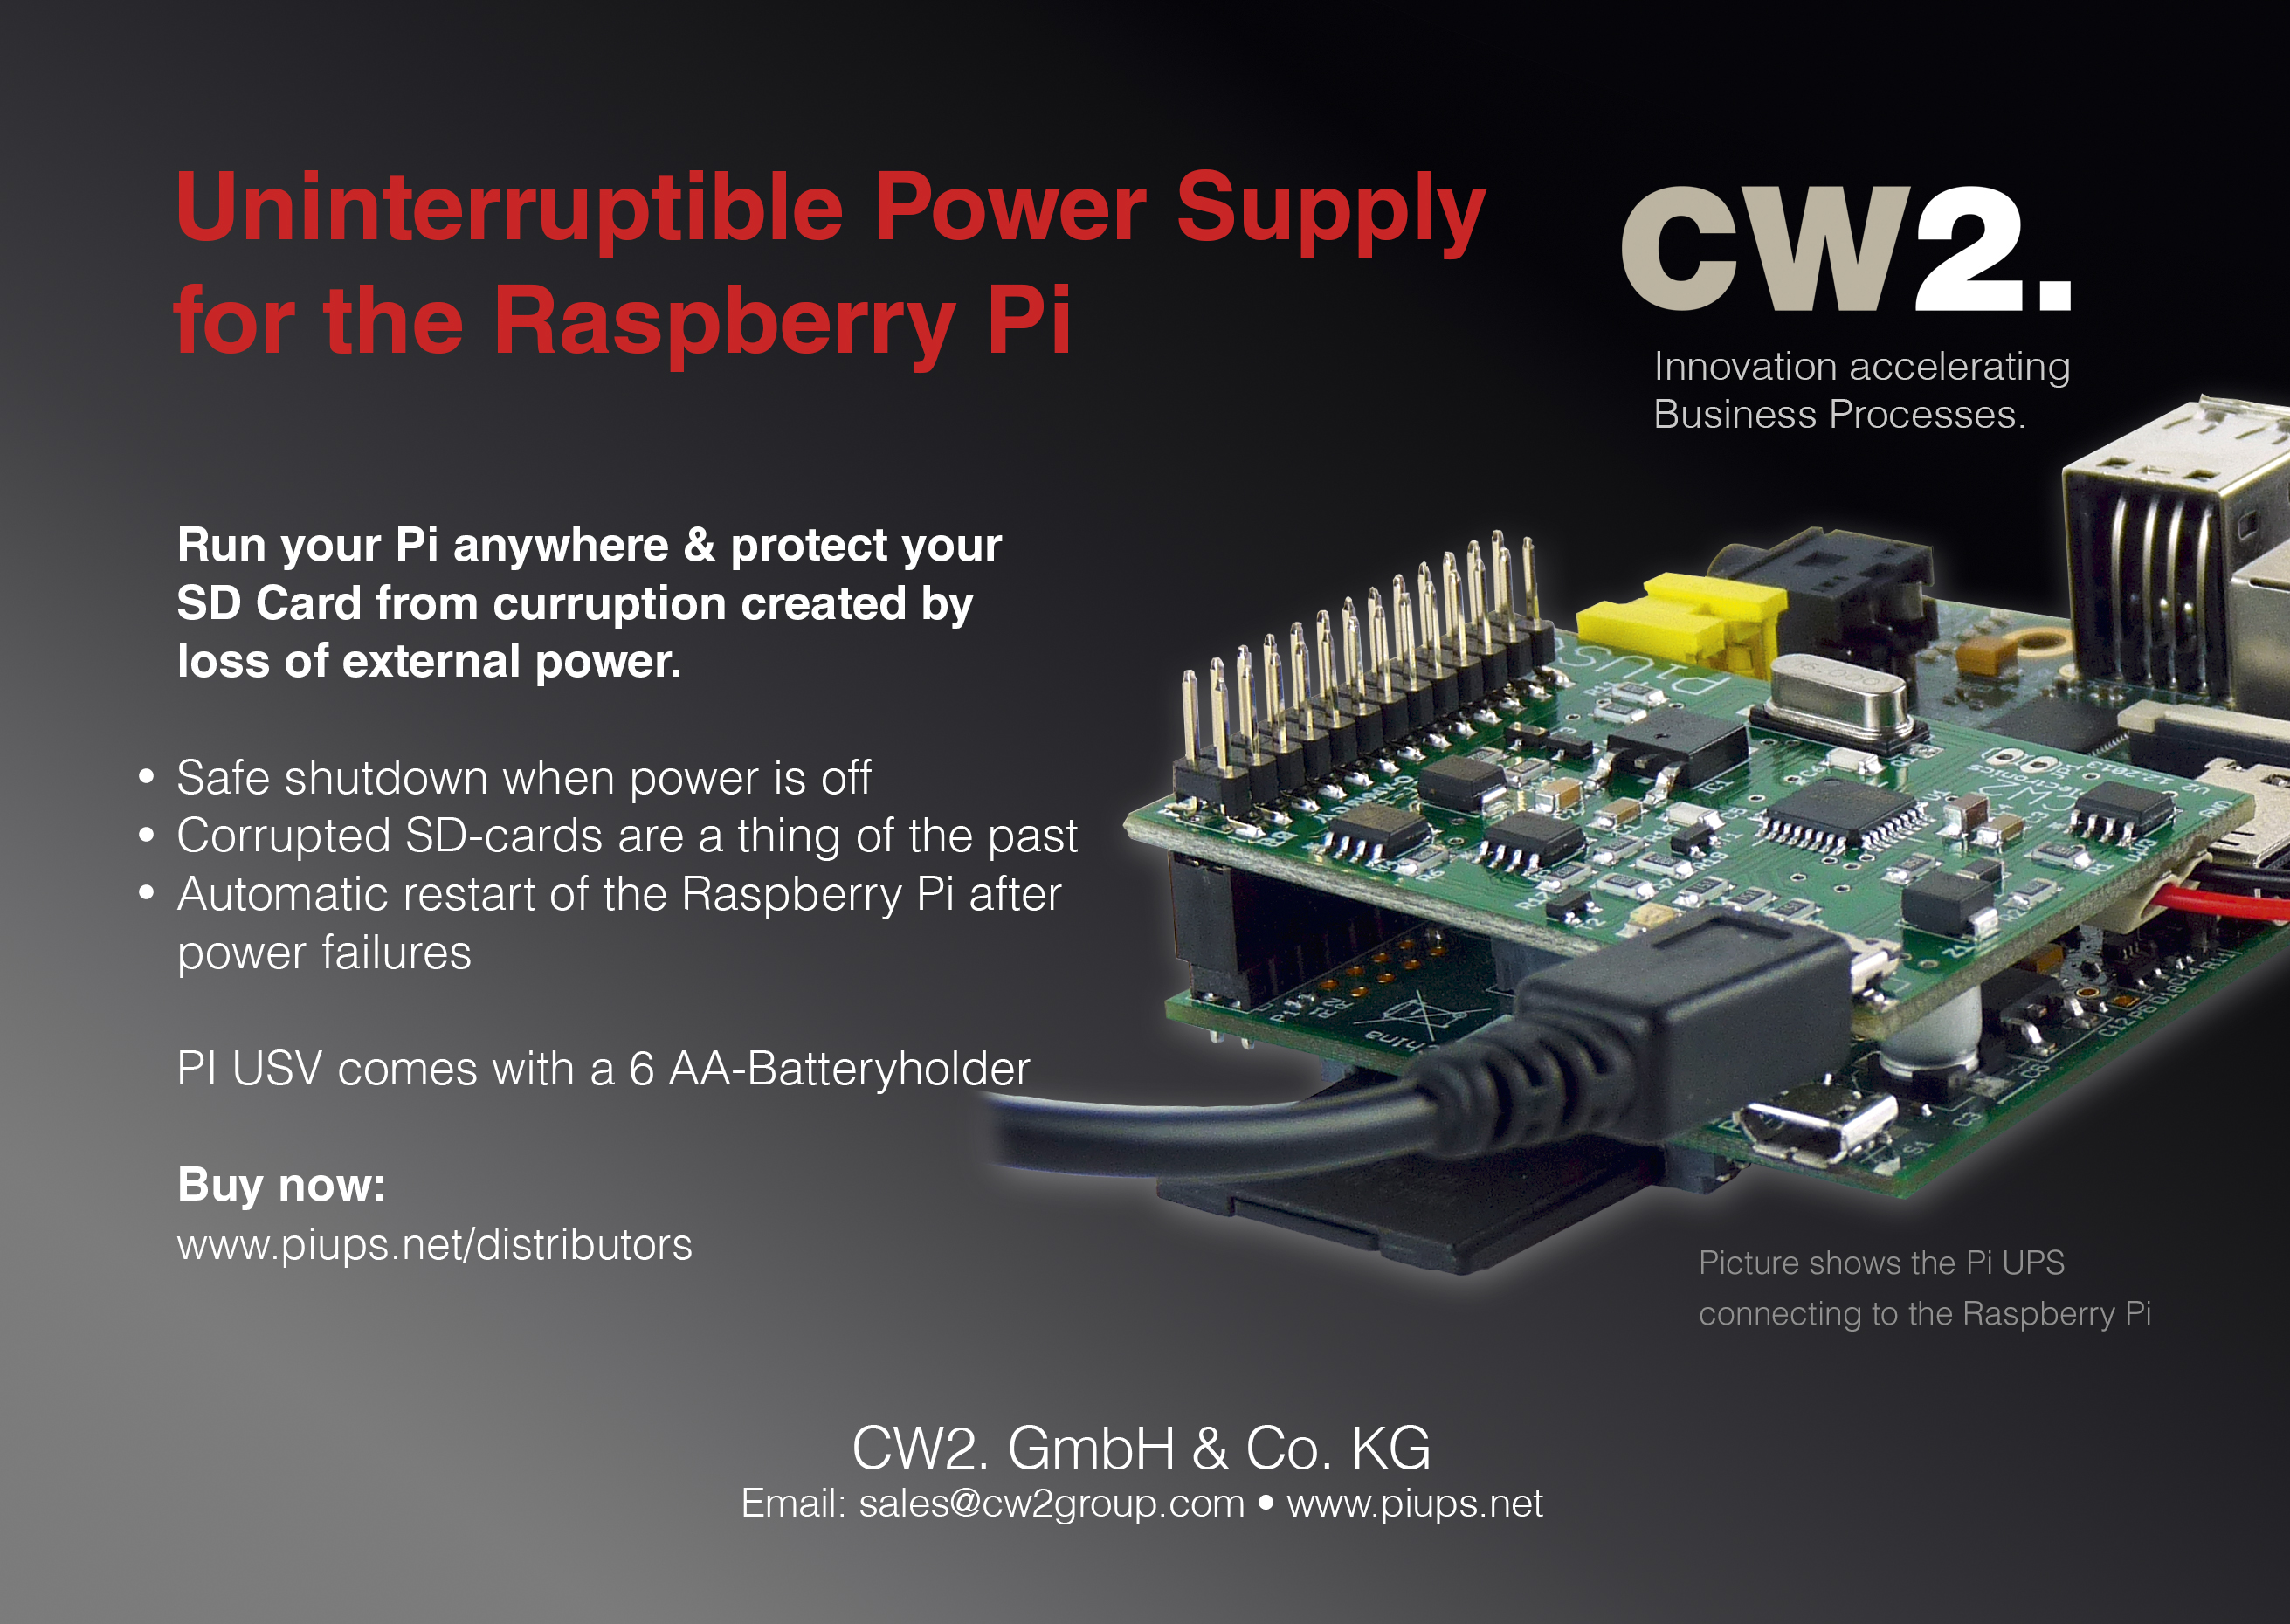 Uninterruptible Power Supply
for the Raspberry Pi
CW2.
Innovation accelerating
Business Processes.
Run your Pi anywhere & protect your
SD Card from curruption created by
loss of external power.
• Safe shutdown when power is off
• Corrupted SD-cards are a thing of the past
• Automatic restart of the Raspberry Pi after
power failures
PI USV comes with a 6 AA-Batteryholder
Buy now:
www.piups.net/distributors
Picture shows the Pi UPS
connecting to the Raspberry Pi
CW2. GmbH & Co. KG
Email: sales@cw2group.com • www.piups.net